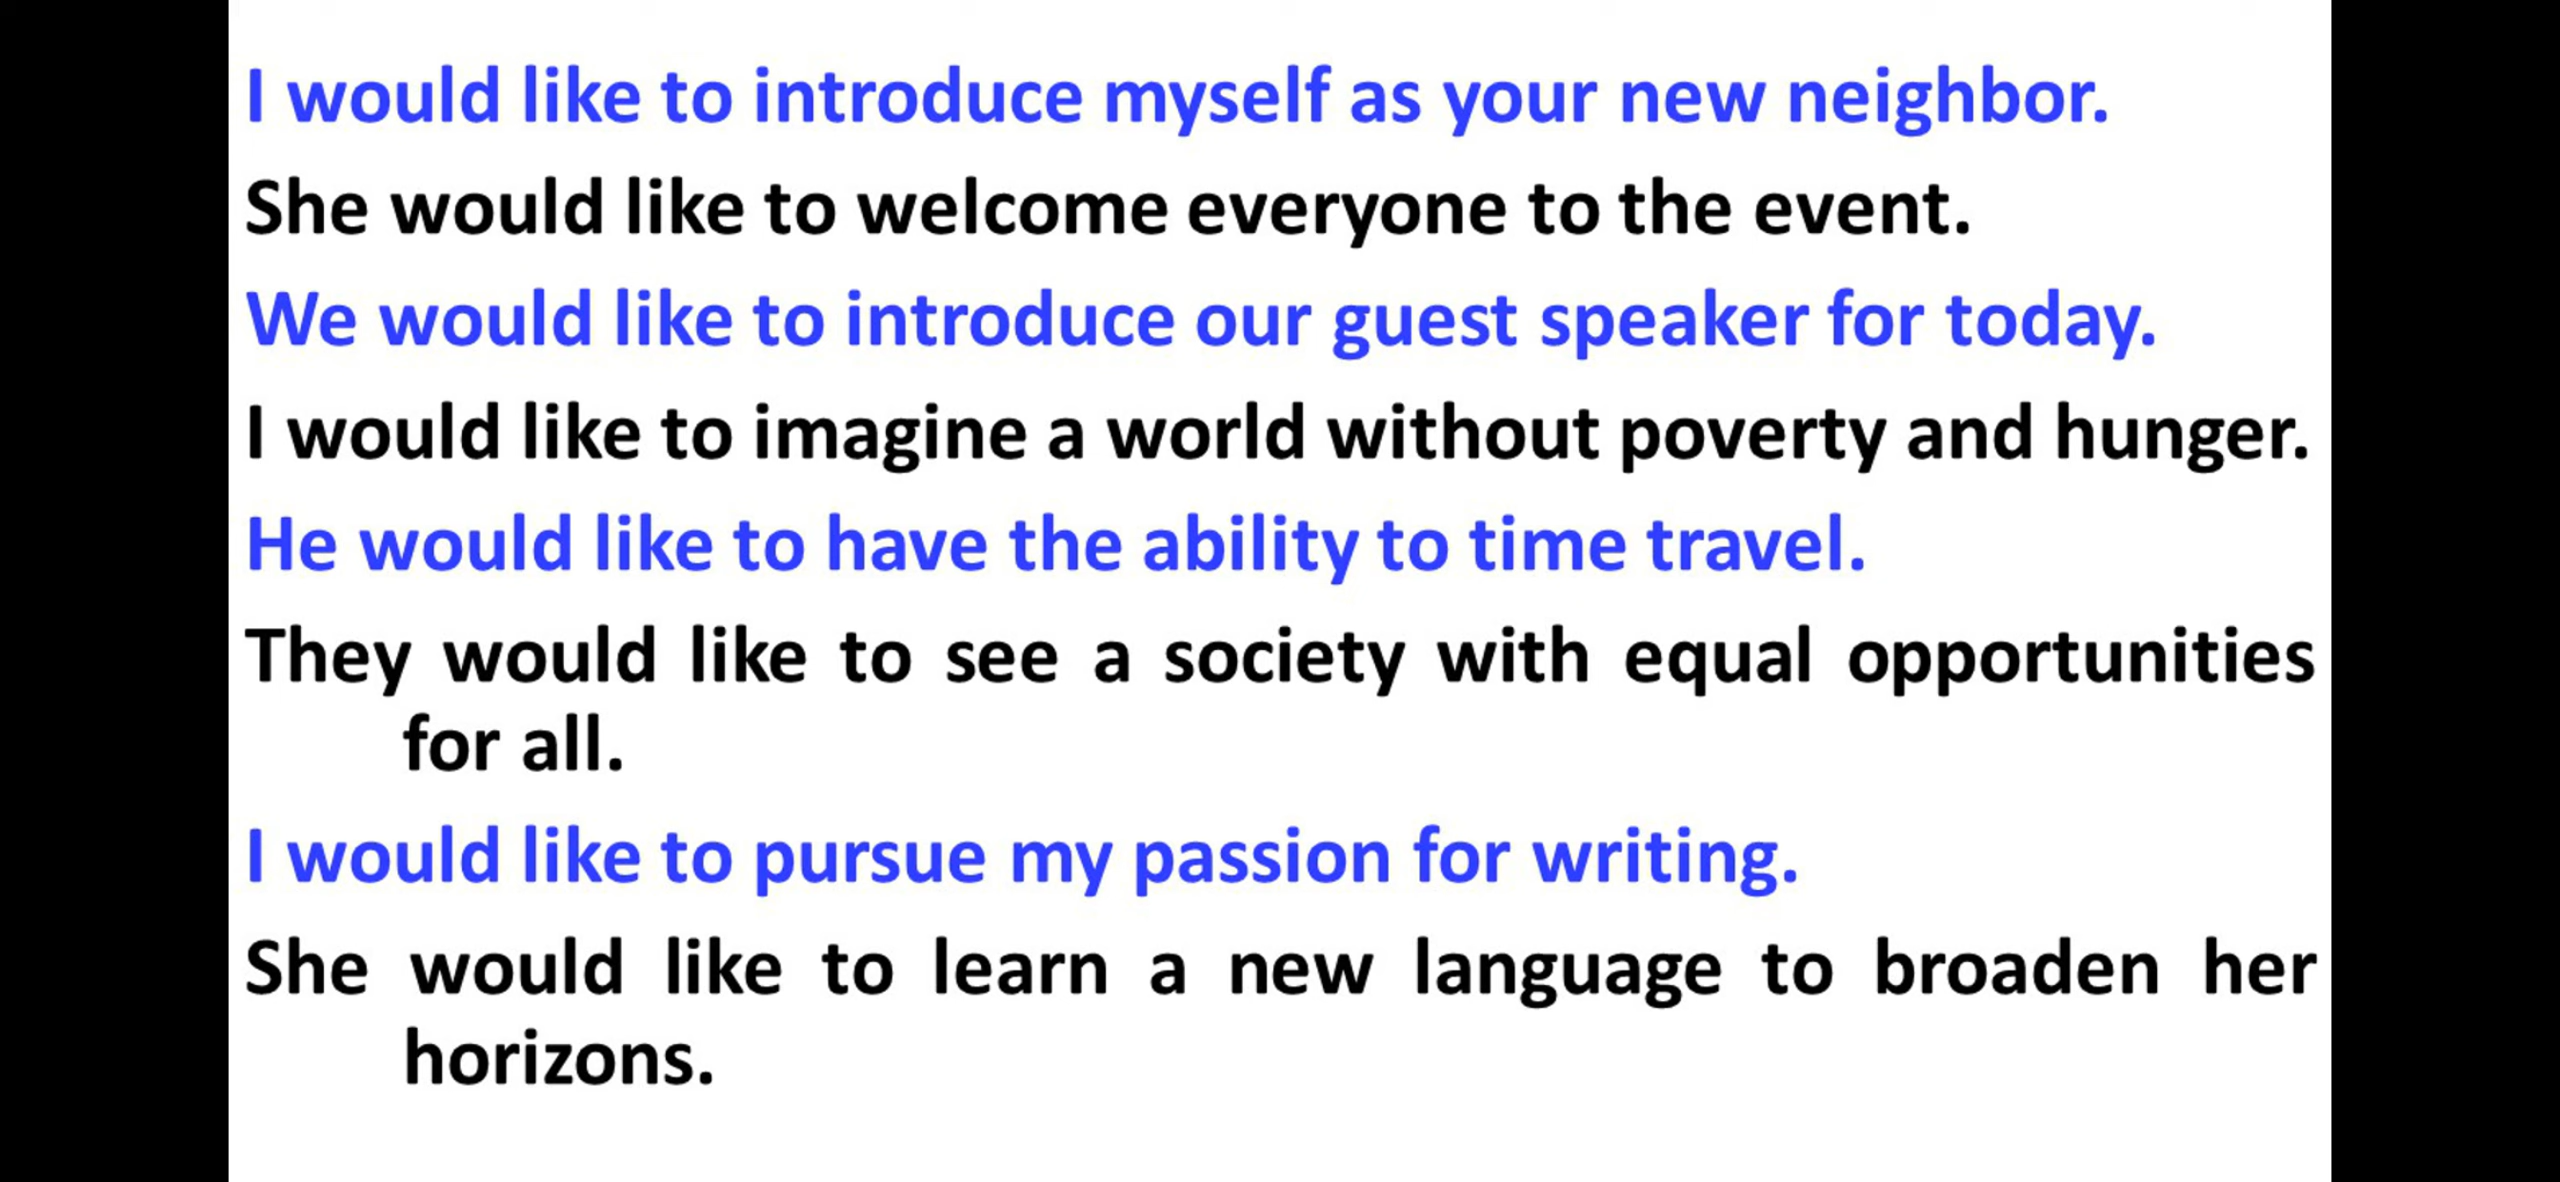 I would like to introduce myself as your new neighbor.
She would like to welcome everyone to the event.
We would like to introduce our guest speaker for today.
I would like to imagine a world without poverty and hunger.
He would like to have the ability to time travel.
They would like to see a society with equal opportunities
for all.
I would like to pursue my passion for writing.
She would like to learn a new language to broaden her
horizons.